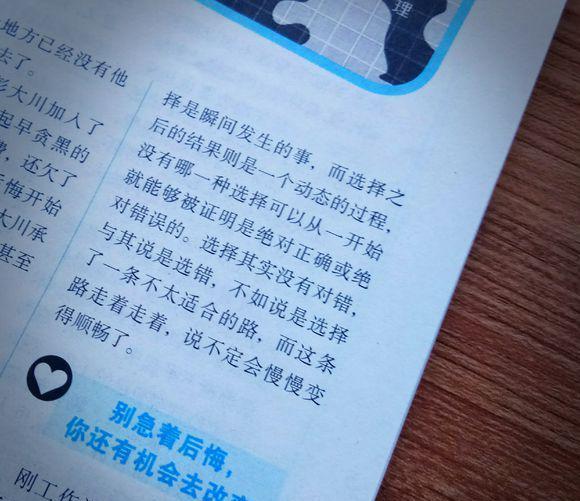 理
地方已经没有他
去了。
彭大川加入了
起早贪黑的
还欠了
悔开始
大川承
甚至
择是瞬间发生的事，而选择之
后的结果则是一个动态的过程，
没有哪一种选择可以从一开始
就能够被证明是绝对正确或绝
对错误的。选择其实没有对错，
与其说是选错，不如说是选择
了一条不太适合的路，而这条
路走着走着，说不定会慢慢变
得顺畅了。
别急着后悔，
你还有机会去改
刚工作